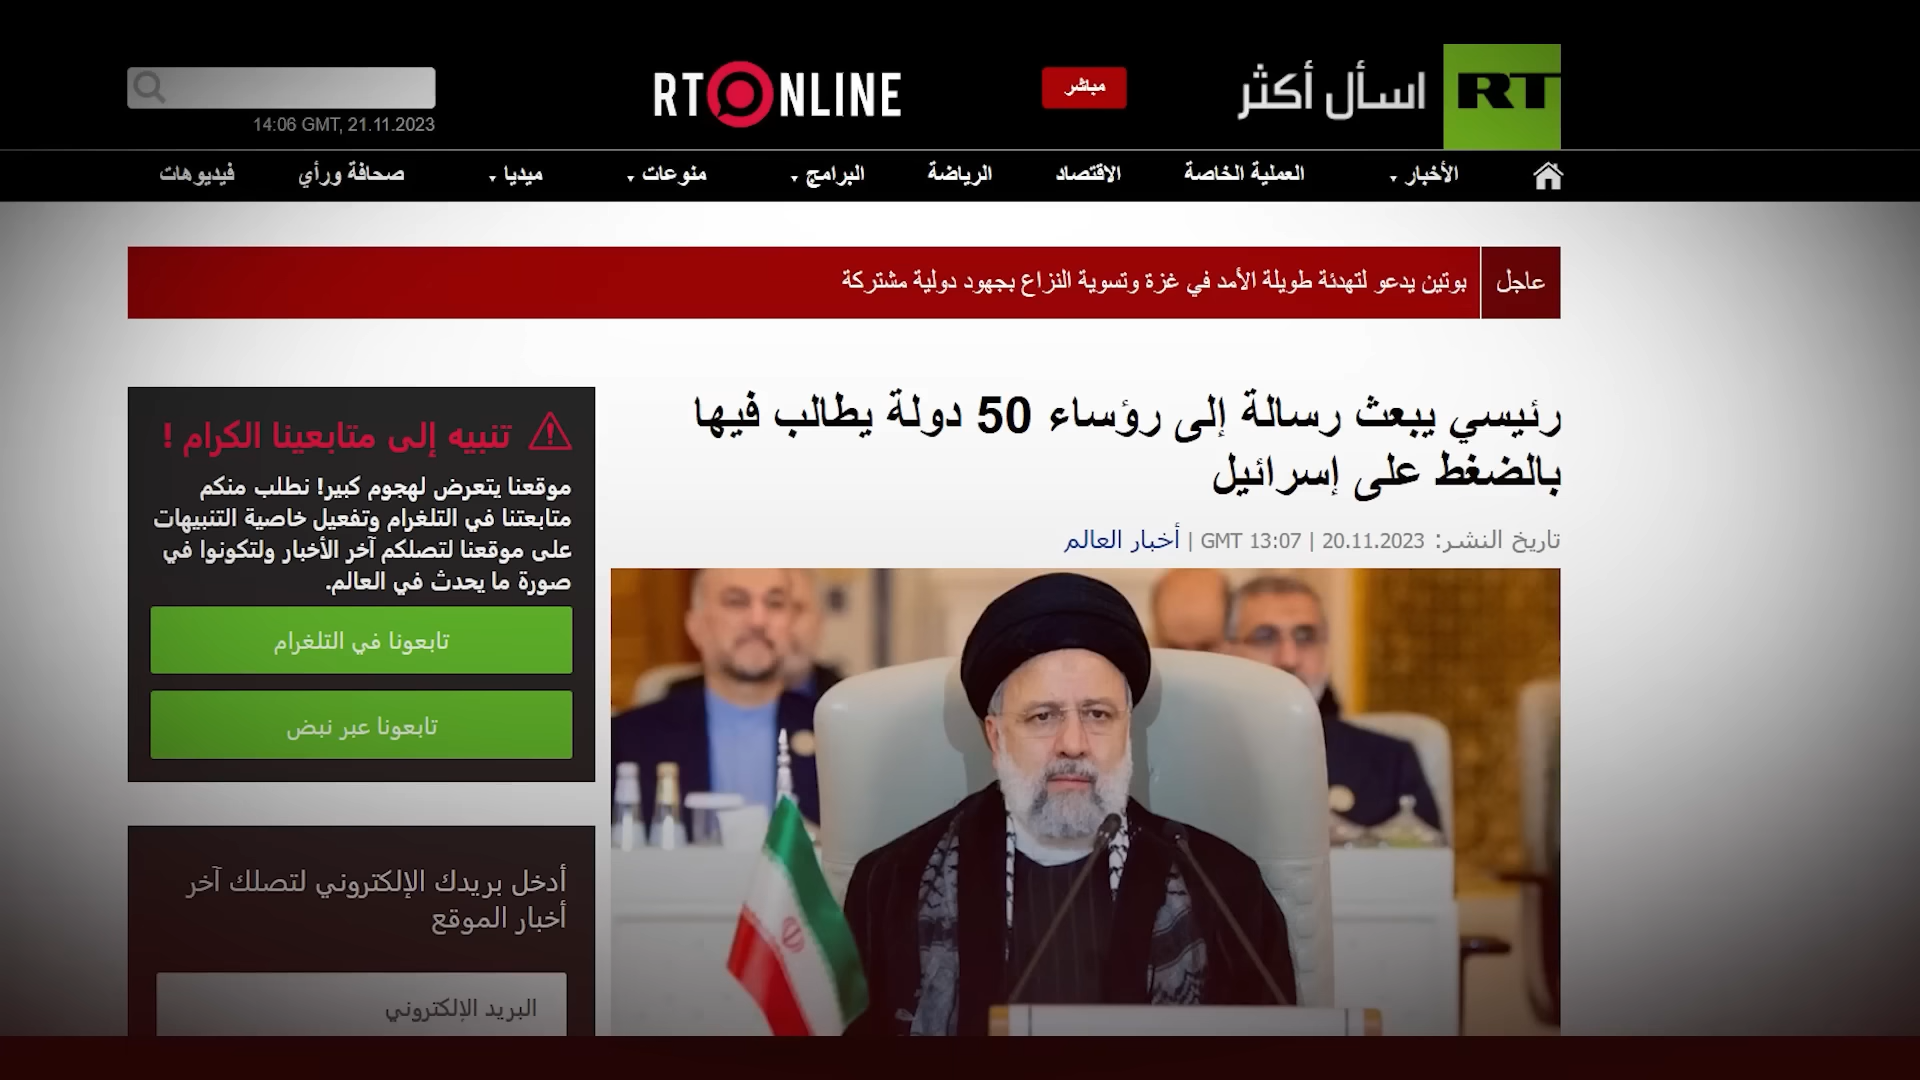 RT
اسأل أكثر
مباشر
RTONLINE
14:06 GMT, 21.11.2023
الأخبار
العملية الخاصة
الاقتصاد
الرياضة
البرامج
منوعات
ميديا
صحافة ورأي
فيديوهات
عاجل
بوتين يدعو لتهدئة طويلة الأمد في غزة وتسوية النزاع بجهود دولية مشتركة
رئيسي يبعث رسالة إلى رؤساء 50 دولة يطالب فيها
بالضغط على إسرائيل
تاريخ النشر: 20.11.2023 | 13:07 GMT | أخبار العالم
تنبيه إلى متابعينا الكرام !
موقعنا يتعرض لهجوم كبير! نطلب منكم
متابعتنا في التلغرام وتفعيل خاصية التنبيهات
على موقعنا لتصلكم آخر الأخبار ولتكونوا في
صورة ما يحدث في العالم.
تابعونا في التلغرام
تابعونا عبر نبض
أدخل بريدك الإلكتروني لتصلك آخر
أخبار الموقع
البريد الإلكتروني